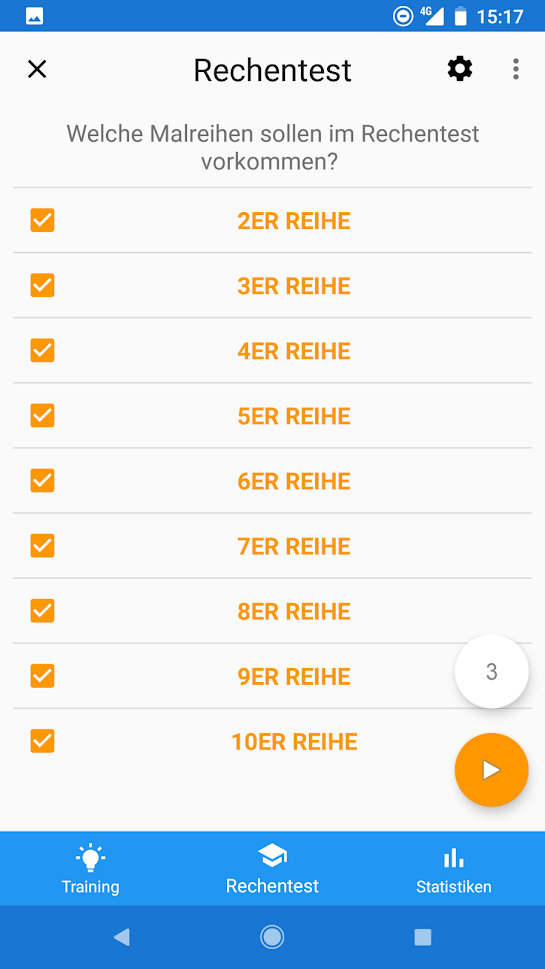 4G 15:17
Rechentest
Welche Malreihen sollen im Rechentest
vorkommen?
2ER REIHE
3ER REIHE
4ER REIHE
5ER REIHE
6ER REIHE
7ER REIHE
8ER REIHE
9ER REIHE
3
10ER REIHE
Training Rechentest Statistiken